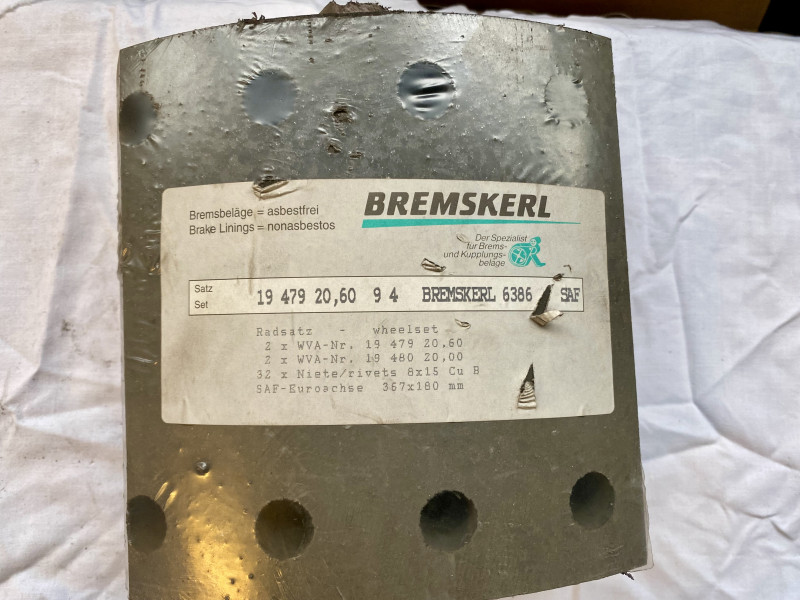 Bremsbeläge = asbestfrei
Brake Linings = nonasbestos
BREMSKERL
Der Spezialist
für Brems-
und Kupplungs-
beläge
Satz
Set
19 479 20,60 9 4 BREMSKERL 6386 SAF
Radsatz - wheelset
2 x WVA-Nr. 19 479 20.60
2 x WVA-Nr. 19 480 20,00
32 x Niete/rivets 8x15 Cu B
SAF-Euroachse 367x180 mm